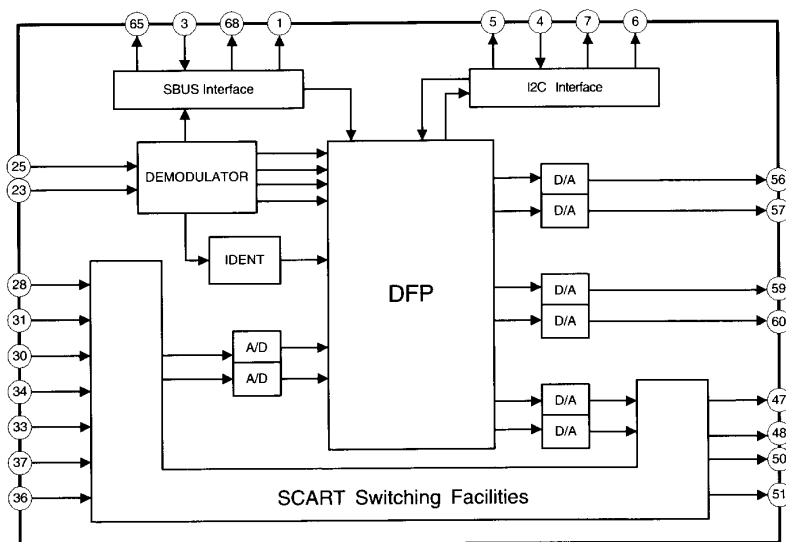 65 3 68 1 5 4 7 6
SBUS Interface
I2C Interface
25
23
DEMODULATOR
D/A
56
D/A
57
IDENT
28
DFP
D/A
59
31
D/A
60
30
A/D
34
A/D
D/A
47
33
D/A
48
37
50
36
SCART Switching Facilities
51